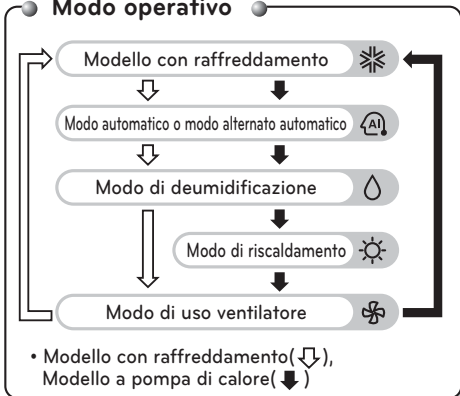 Modo operativo
Modello con raffreddamento
Modo automatico o modo alternato automatico
AI
Modo di deumidificazione
Modo di riscaldamento
Modo di uso ventilatore
• Modello con raffreddamento(⇩),
Modello a pompa di calore(⬇)